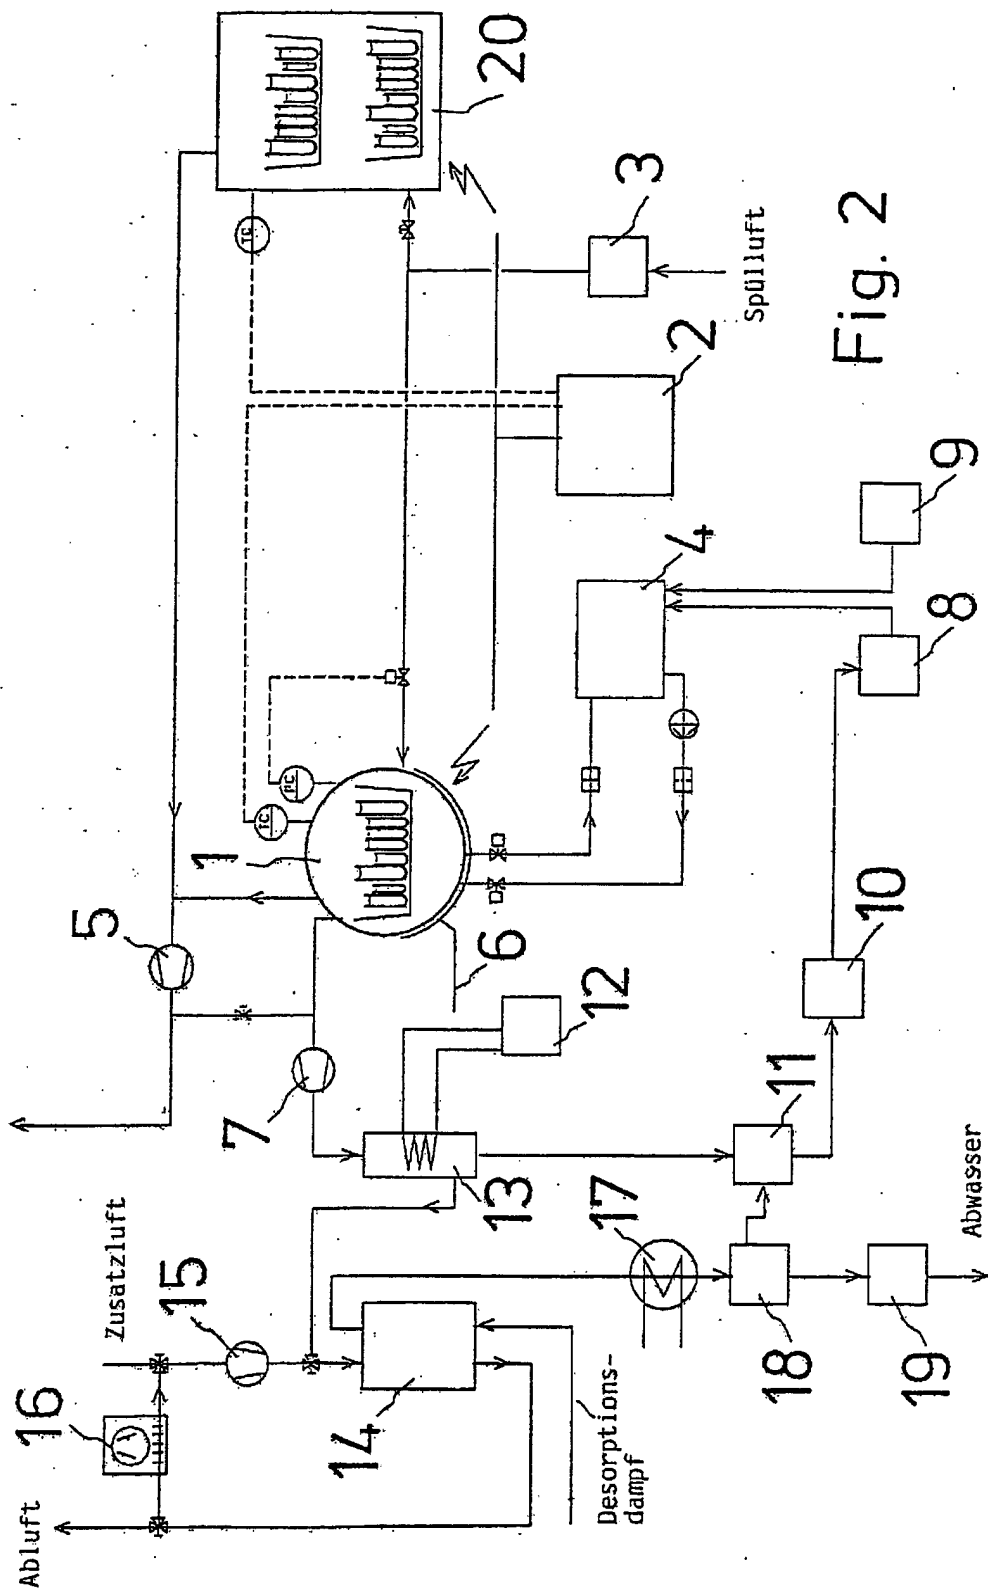 20
TC
3
Spülluft
2
Fig. 2
TC
PC
1
4
9
8
5
6
7
12
10
11
13
Zusatzluft
15
17
Abwasser
16
14
18
19
Abluft
Desorptions-
dampf